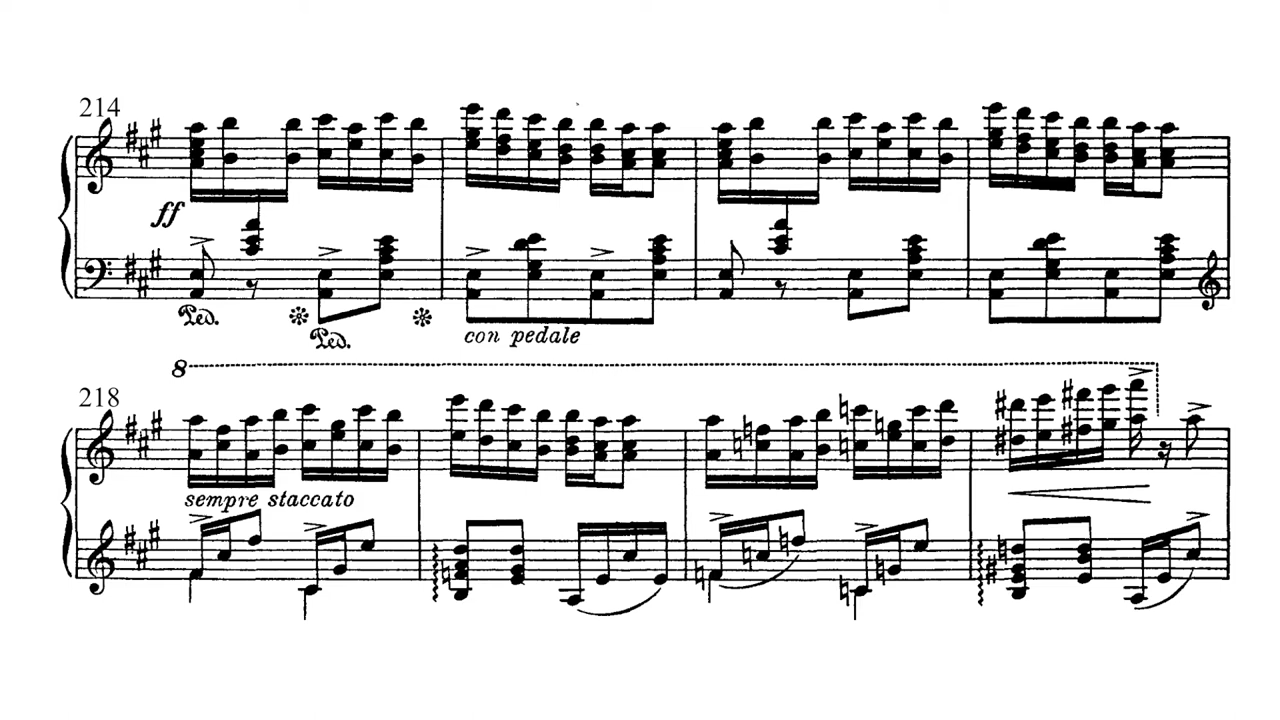 214
ff
Ped. Ped.
con pedale
8
218
sempre staccato